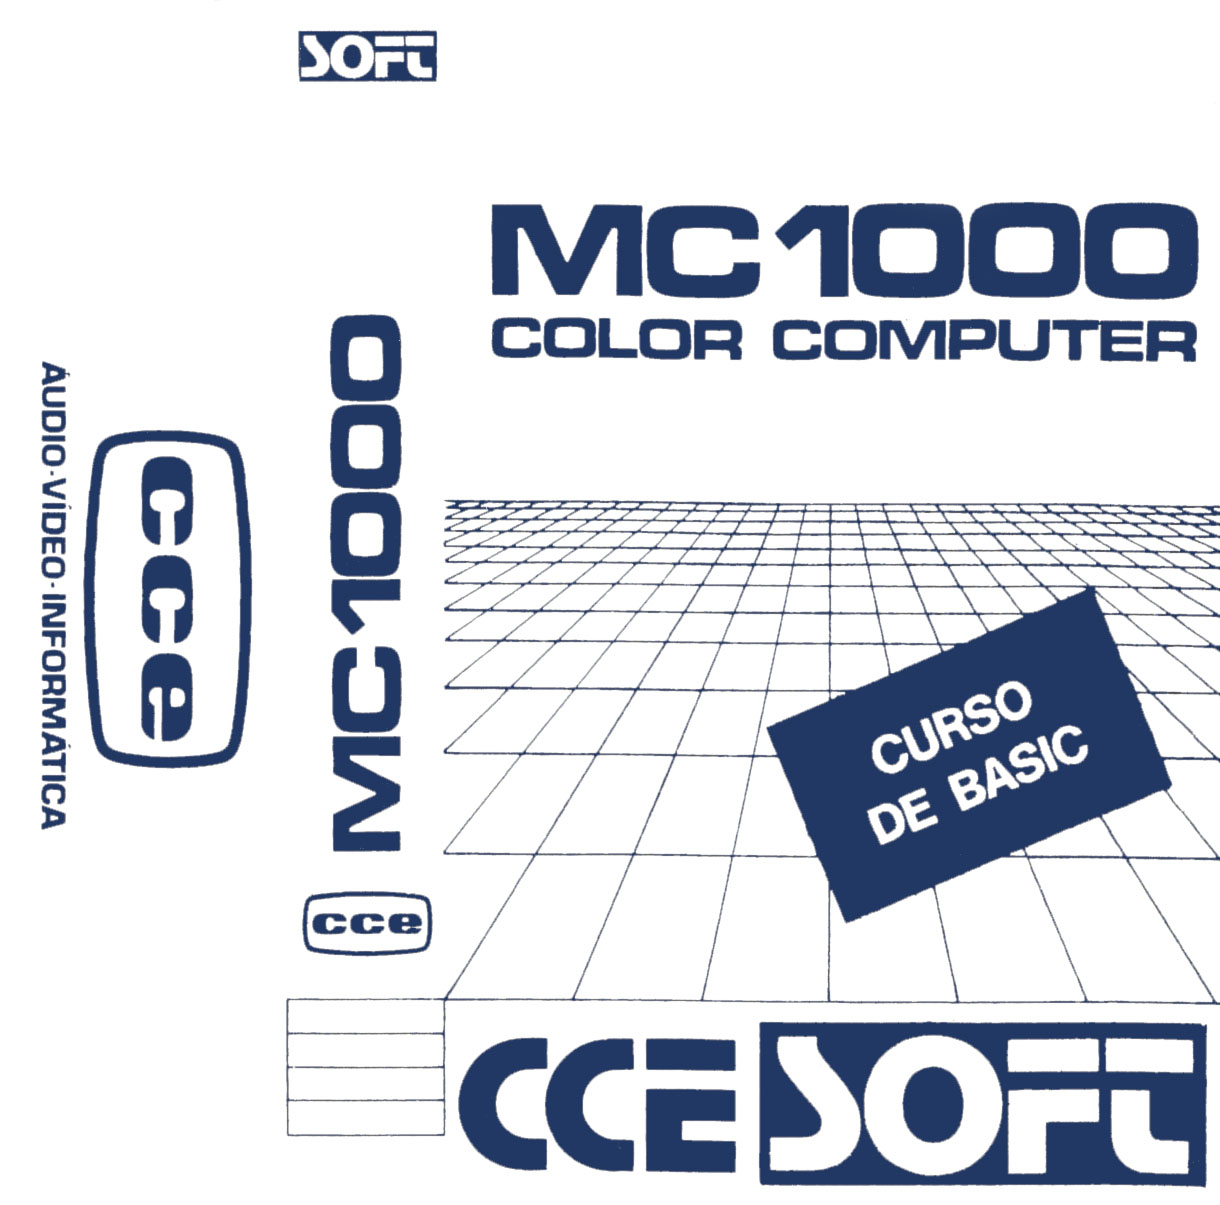 SOFT
MC1000
COLOR COMPUTER
MC1000
ÁUDIO·VÍDEO·INFORMÁTICA
cce
cce
CURSO
DE BASIC
CCE SOFT